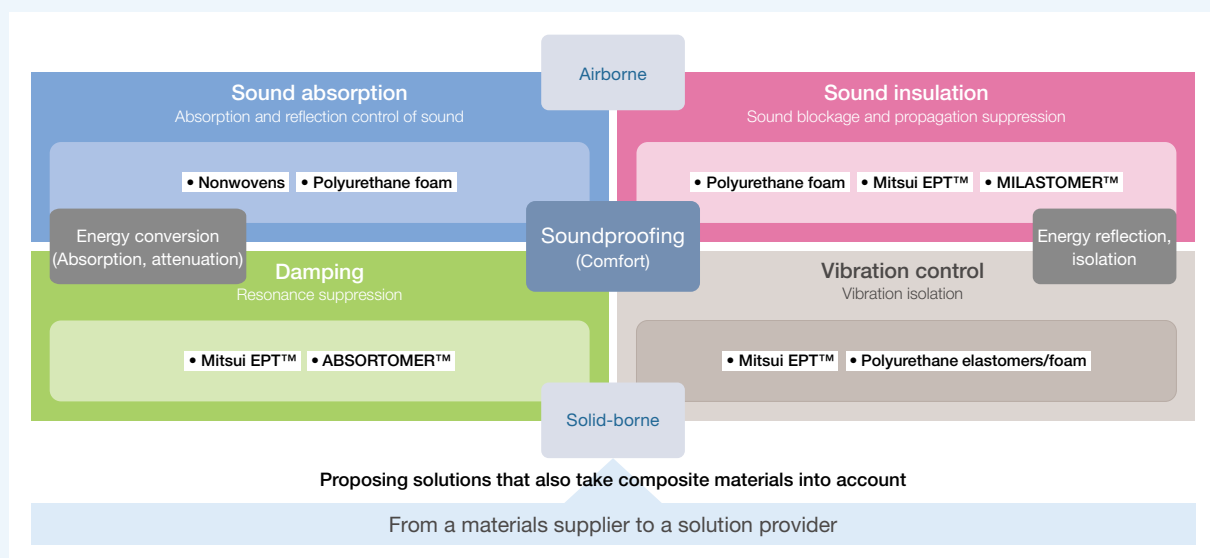 Airborne
Sound absorption
Absorption and reflection control of sound
• Nonwovens • Polyurethane foam
Sound insulation
Sound blockage and propagation suppression
• Polyurethane foam • Mitsui EPT™ • MILASTOMER™
Energy conversion
(Absorption, attenuation)
Soundproofing
(Comfort)
Energy reflection,
isolation
Damping
Resonance suppression
• Mitsui EPT™ • ABSORTOMER™
Vibration control
Vibration isolation
• Mitsui EPT™ • Polyurethane elastomers/foam
Solid-borne
Proposing solutions that also take composite materials into account
From a materials supplier to a solution provider